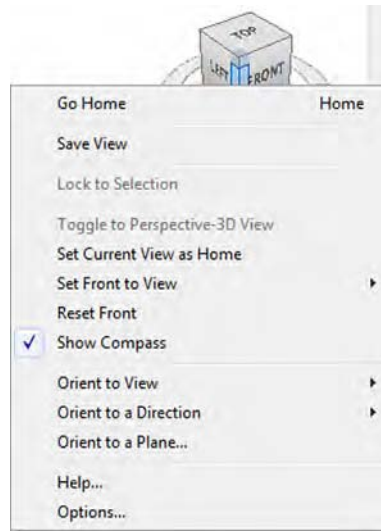 TOP
LEFT FRONT
Go Home Home
Save View
Lock to Selection
Toggle to Perspective-3D View
Set Current View as Home
Set Front to View
Reset Front
Show Compass
Orient to View
Orient to a Direction
Orient to a Plane...
Help...
Options...